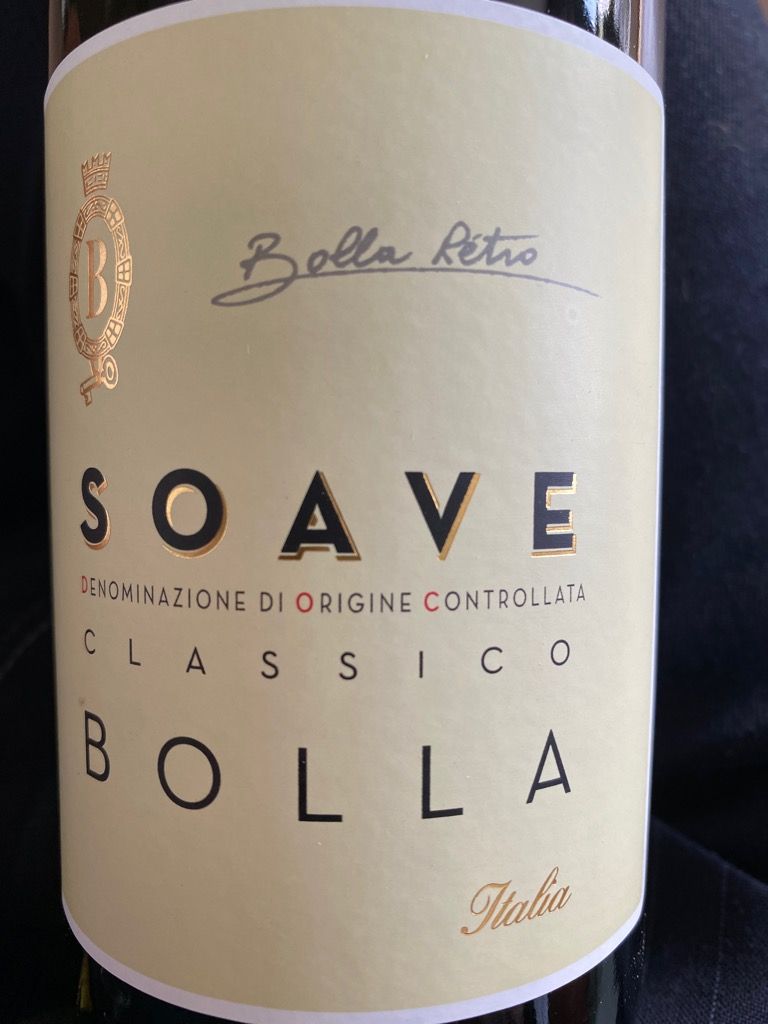 Bolla Rétro
B
SOAVE
DENOMINAZIONE DI ORIGINE CONTROLLATA
CLASSICO
BOLLA
Italia